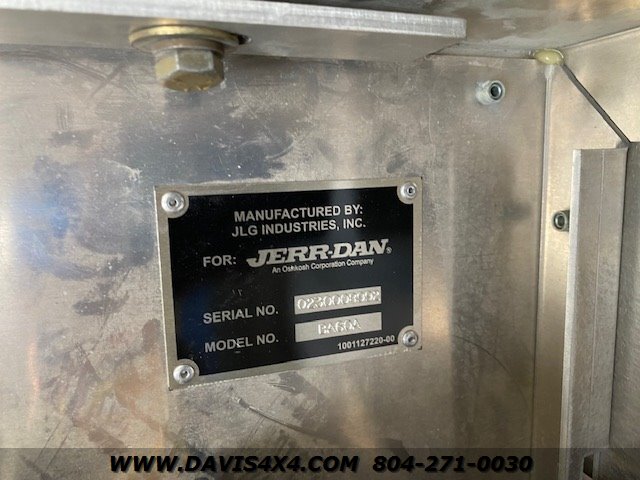 MANUFACTURED BY:
JLG INDUSTRIES, INC.
FOR: JERR-DAN®
An Oshkosh Corporation Company
SERIAL NO.
MODEL NO. BA60A
1001127220-00
WWW.DAVIS4X4.COM 804-271-0030